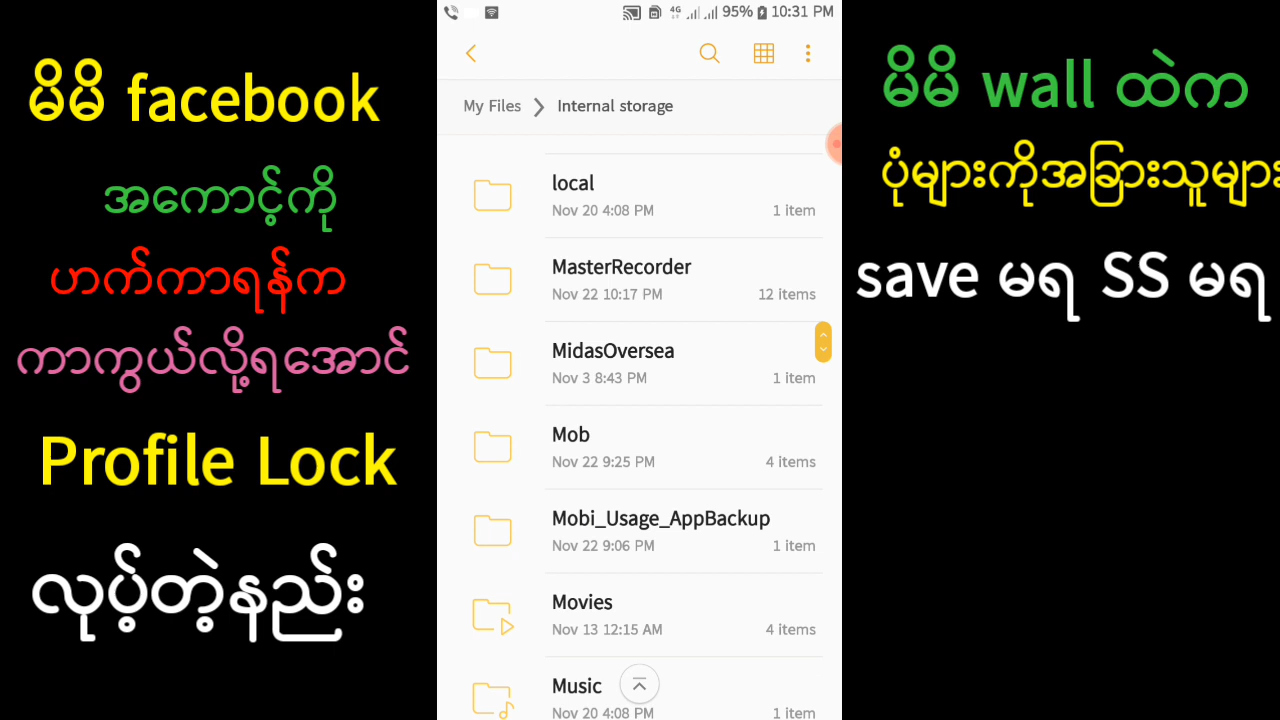 မိမိ facebook
အကောင့်ကို
ဟက်ကာရန်က
ကာကွယ်လို့ရအောင်
Profile Lock
လုပ့်တဲ့နည်း
4G 95% 10:31 PM
My Files > Internal storage
local
Nov 20 4:08 PM 1 item
MasterRecorder
Nov 22 10:17 PM 12 items
MidasOversea
Nov 3 8:43 PM 1 item
Mob
Nov 22 9:25 PM 4 items
Mobi_Usage_AppBackup
Nov 22 9:06 PM 1 item
Movies
Nov 13 12:15 AM 4 items
Music
Nov 20 4:08 PM 1 item
မိမိ wall ထဲက
ပုံများကိုအခြားသူများ
save မရ SS မရ